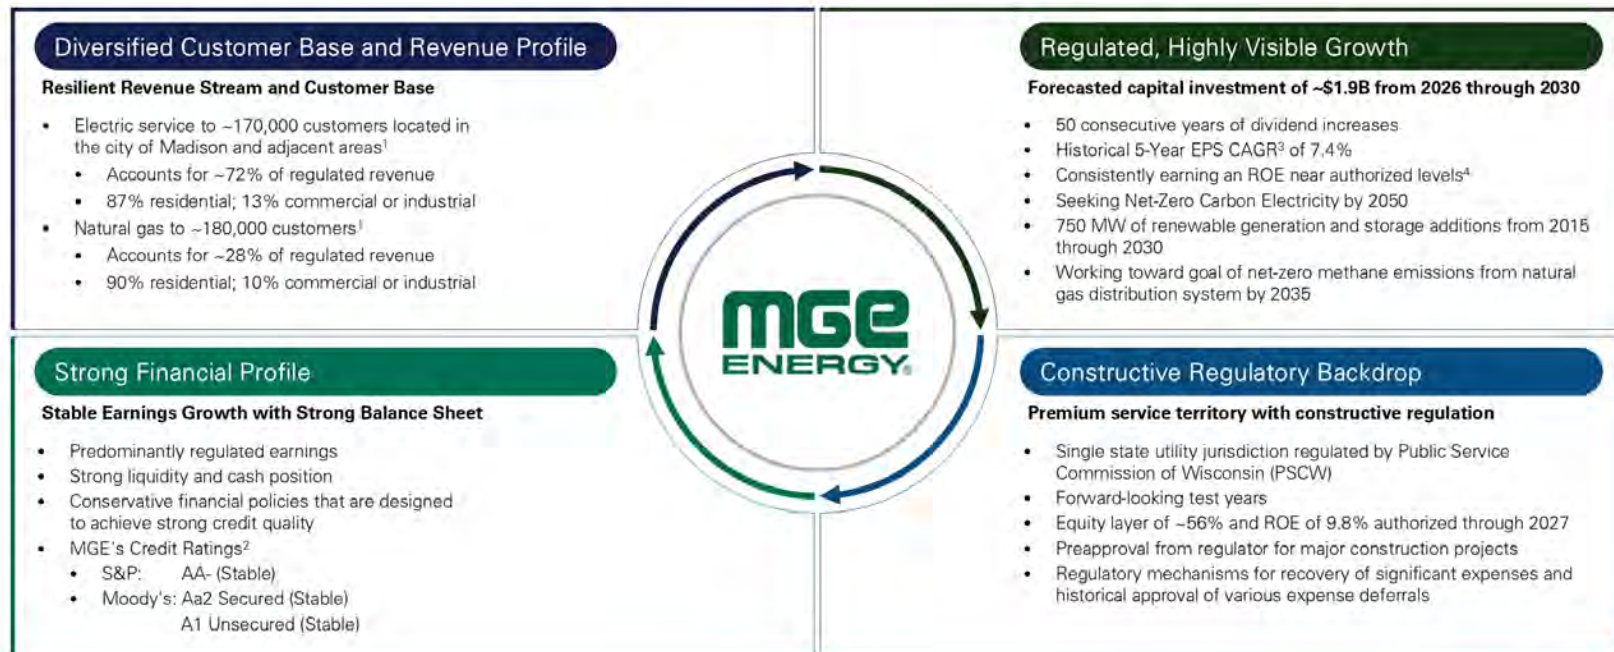 Diversified Customer Base and Revenue Profile
Resilient Revenue Stream and Customer Base
• Electric service to ~170,000 customers located in
the city of Madison and adjacent areas¹
• Accounts for ~72% of regulated revenue
• 87% residential; 13% commercial or industrial
• Natural gas to ~180,000 customers¹
• Accounts for ~28% of regulated revenue
• 90% residential; 10% commercial or industrial
Regulated, Highly Visible Growth
Forecasted capital investment of ~$1.9B from 2026 through 2030
• 50 consecutive years of dividend increases
• Historical 5-Year EPS CAGR³ of 7.4%
• Consistently earning an ROE near authorized levels⁴
• Seeking Net-Zero Carbon Electricity by 2050
• 750 MW of renewable generation and storage additions from 2015
through 2030
• Working toward goal of net-zero methane emissions from natural
gas distribution system by 2035
mge
ENERGY®
Strong Financial Profile
Stable Earnings Growth with Strong Balance Sheet
• Predominantly regulated earnings
• Strong liquidity and cash position
• Conservative financial policies that are designed
to achieve strong credit quality
• MGE's Credit Ratings²
• S&P: AA- (Stable)
• Moody's: Aa2 Secured (Stable)
A1 Unsecured (Stable)
Constructive Regulatory Backdrop
Premium service territory with constructive regulation
• Single state utility jurisdiction regulated by Public Service
Commission of Wisconsin (PSCW)
• Forward-looking test years
• Equity layer of ~56% and ROE of 9.8% authorized through 2027
• Preapproval from regulator for major construction projects
• Regulatory mechanisms for recovery of significant expenses and
historical approval of various expense deferrals